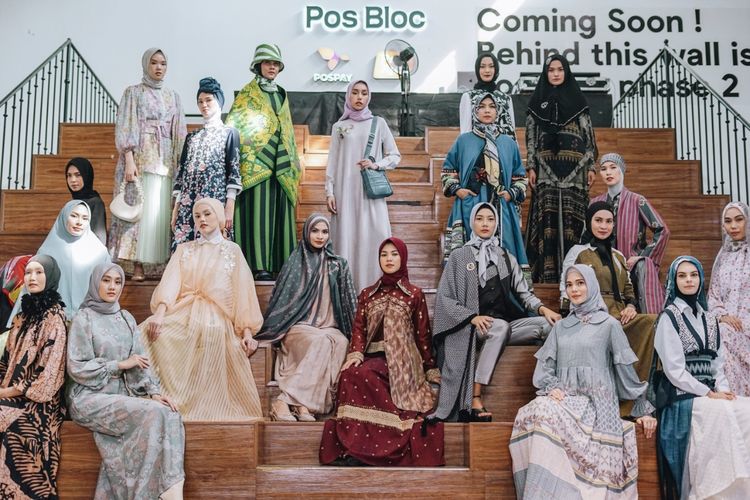 Pos Bloc
POSPAY
Coming Soon !
Behind this wall is
phase 2